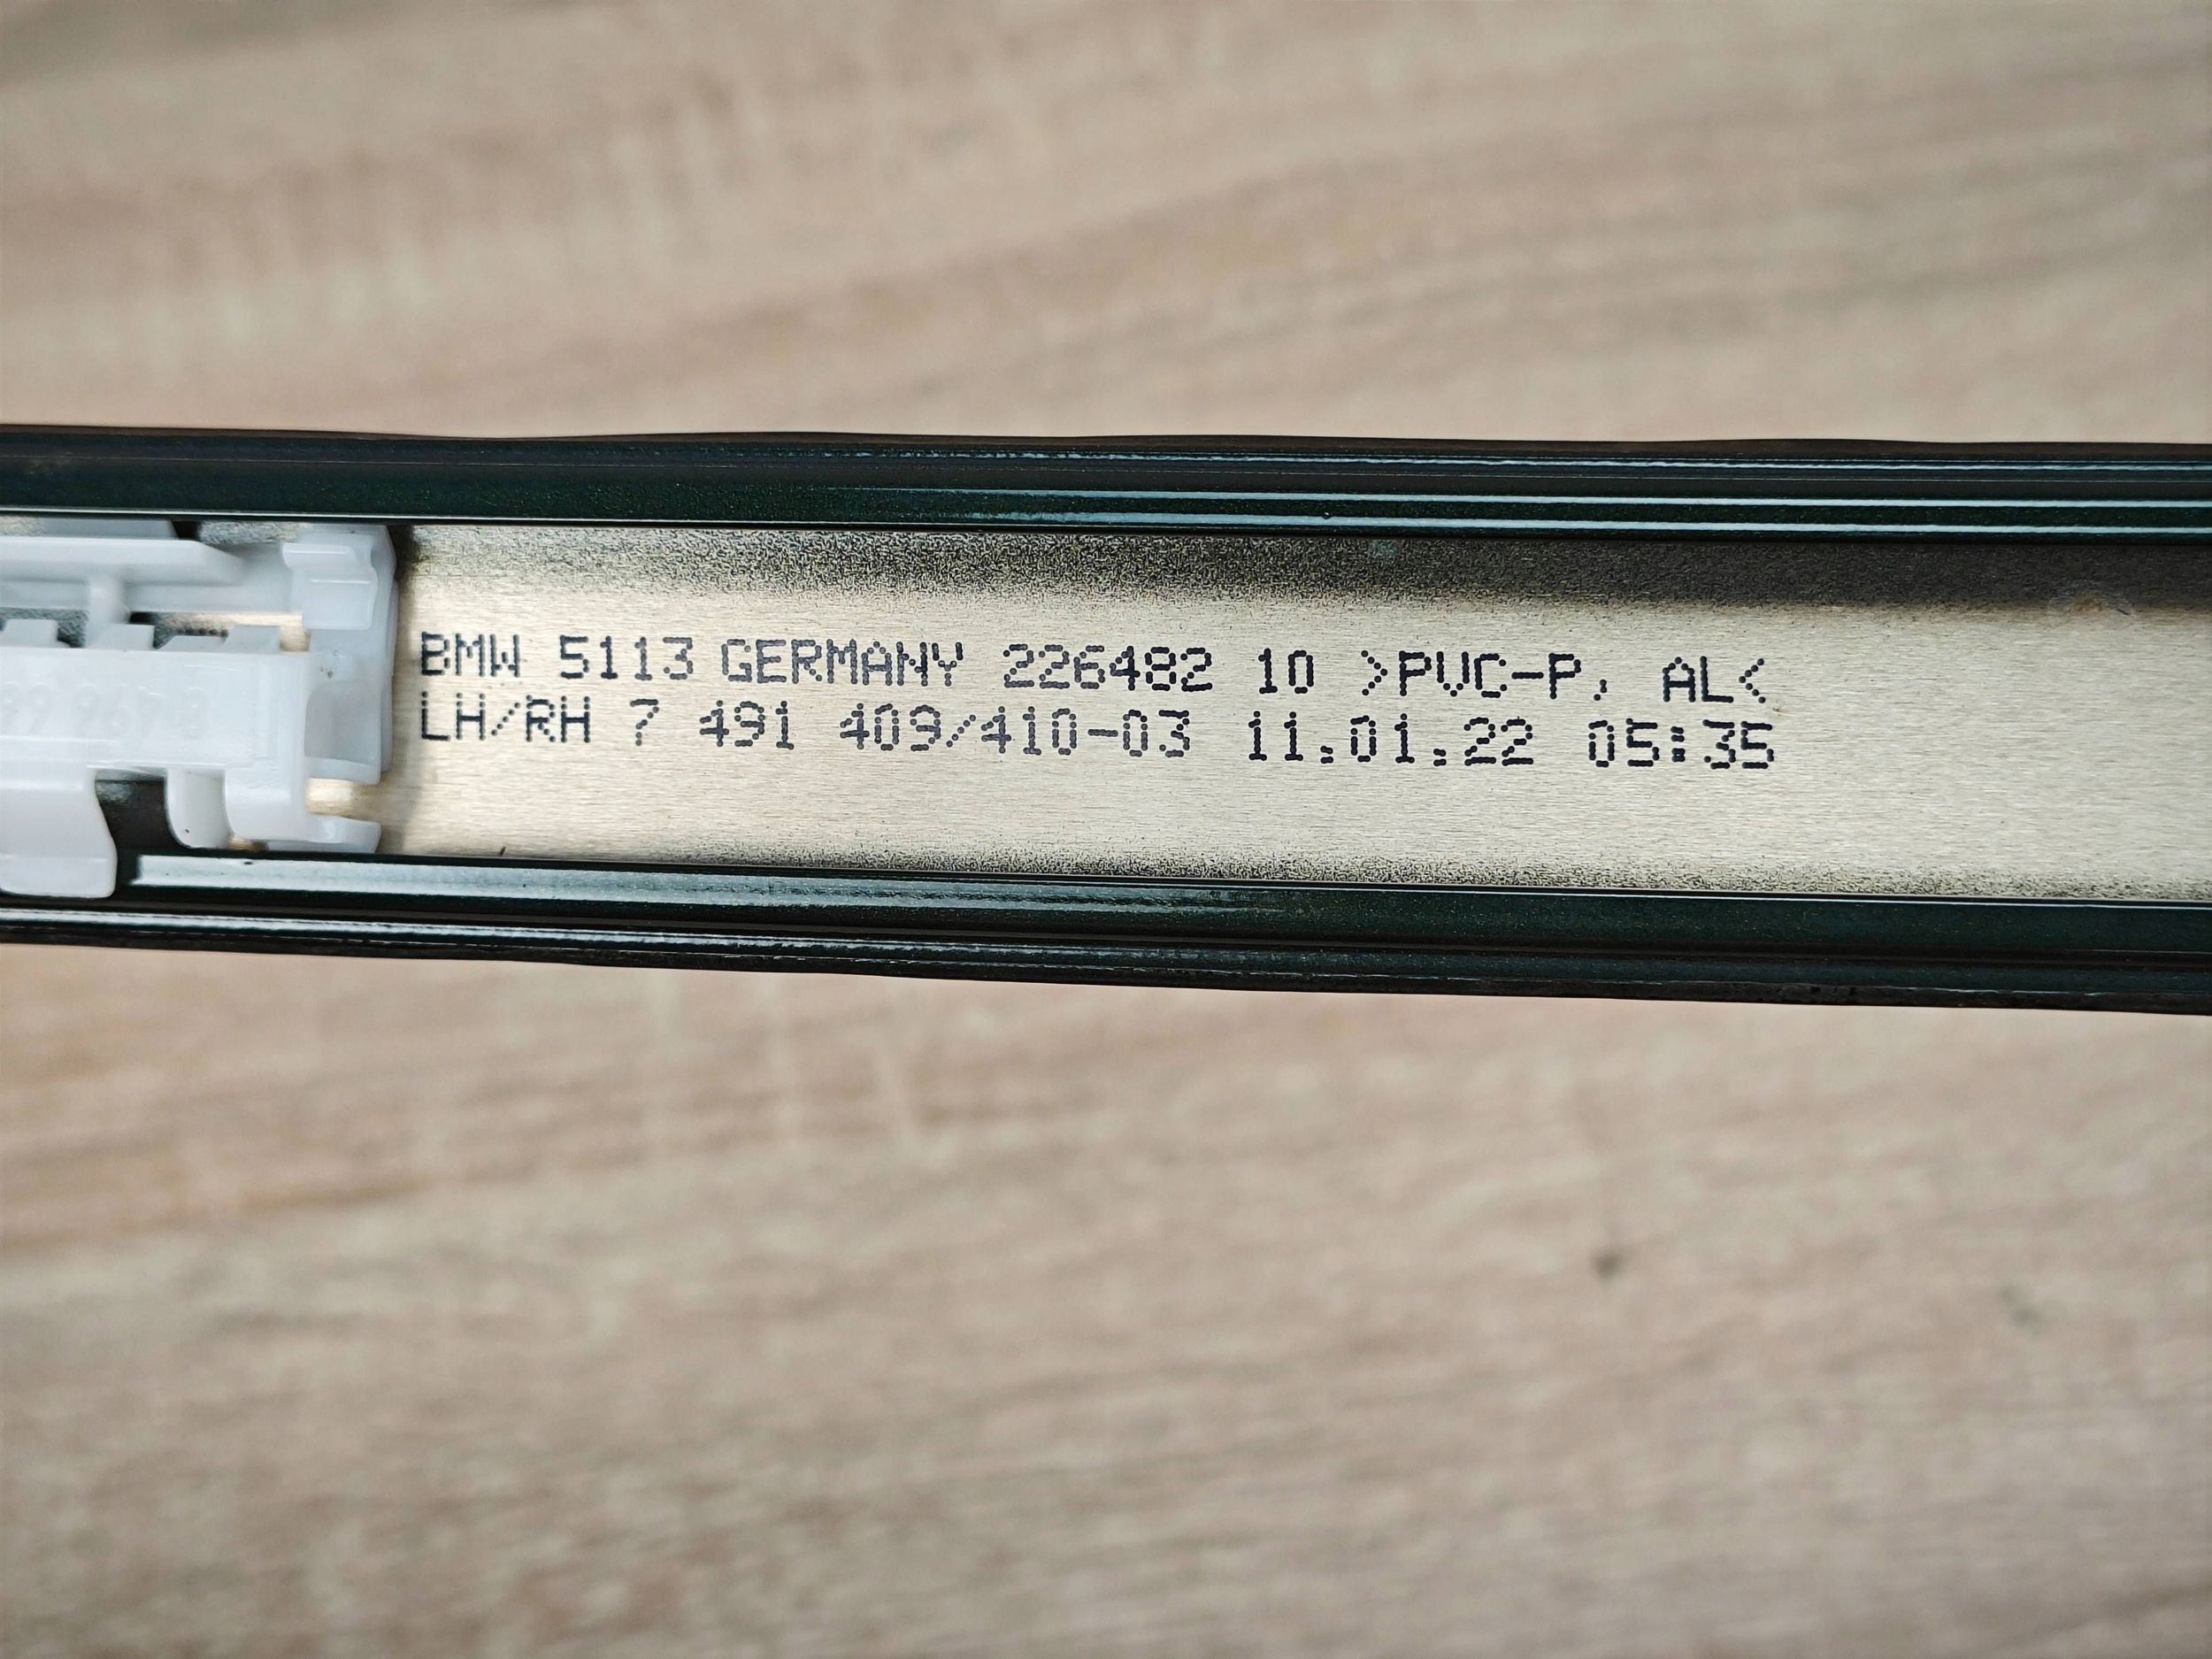 BMW 5113 GERMANY 226482 10 >PVC-P, AL<
LH/RH 7 491 409/410-03 11.01.22 05:35